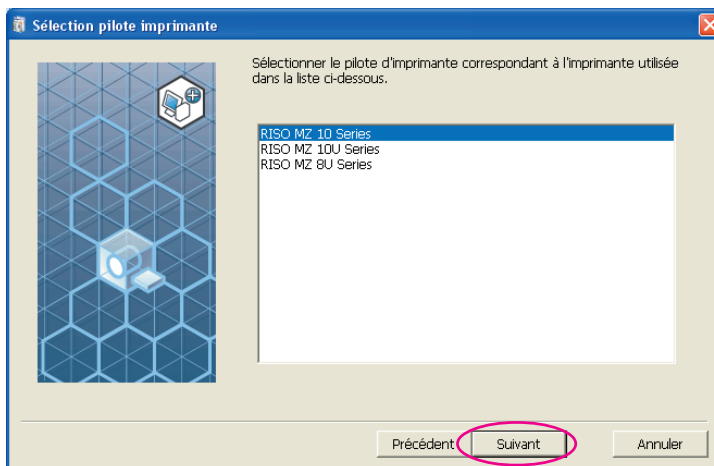 Sélection pilote imprimante
Sélectionner le pilote d'imprimante correspondant à l'imprimante utilisée
dans la liste ci-dessous.
RISO MZ 10 Series
RISO MZ 10U Series
RISO MZ 8U Series
Précédent
Suivant
Annuler